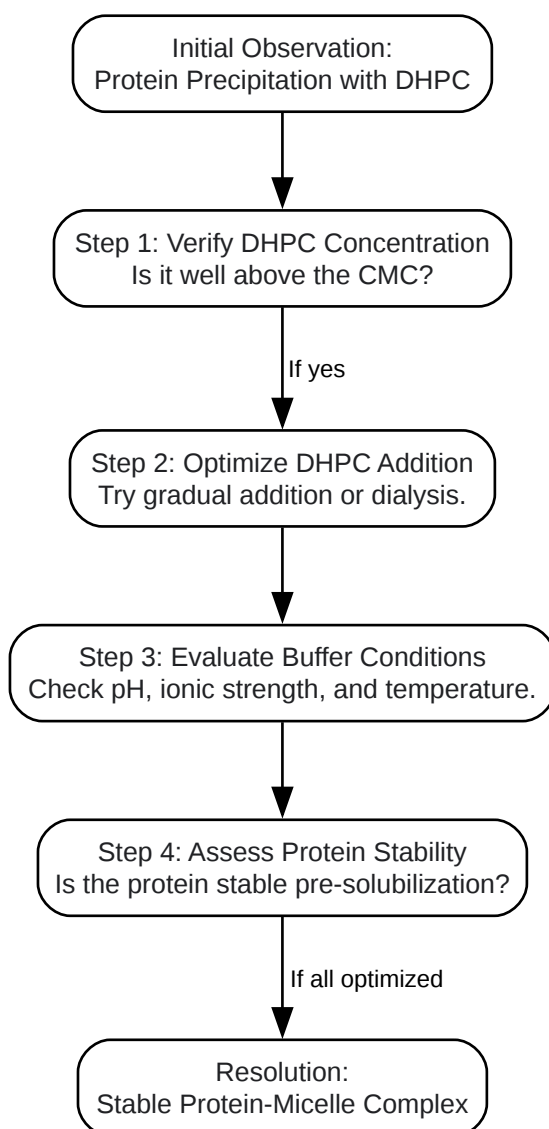 Initial Observation:
Protein Precipitation with DHPC
Step 1: Verify DHPC Concentration
Is it well above the CMC?
If yes
Step 2: Optimize DHPC Addition
Try gradual addition or dialysis.
Step 3: Evaluate Buffer Conditions
Check pH, ionic strength, and temperature.
Step 4: Assess Protein Stability
Is the protein stable pre-solubilization?
If all optimized
Resolution:
Stable Protein-Micelle Complex